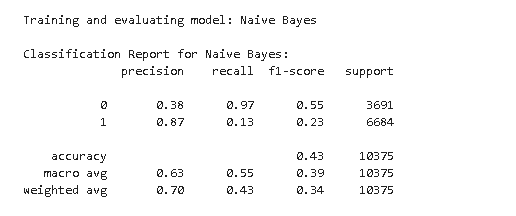 Training and evaluating model: Naive Bayes
Classification Report for Naive Bayes:
precision recall f1-score support
0 0.38 0.97 0.55 3691
1 0.87 0.13 0.23 6684
accuracy 0.43 10375
macro avg 0.63 0.55 0.39 10375
weighted avg 0.70 0.43 0.34 10375